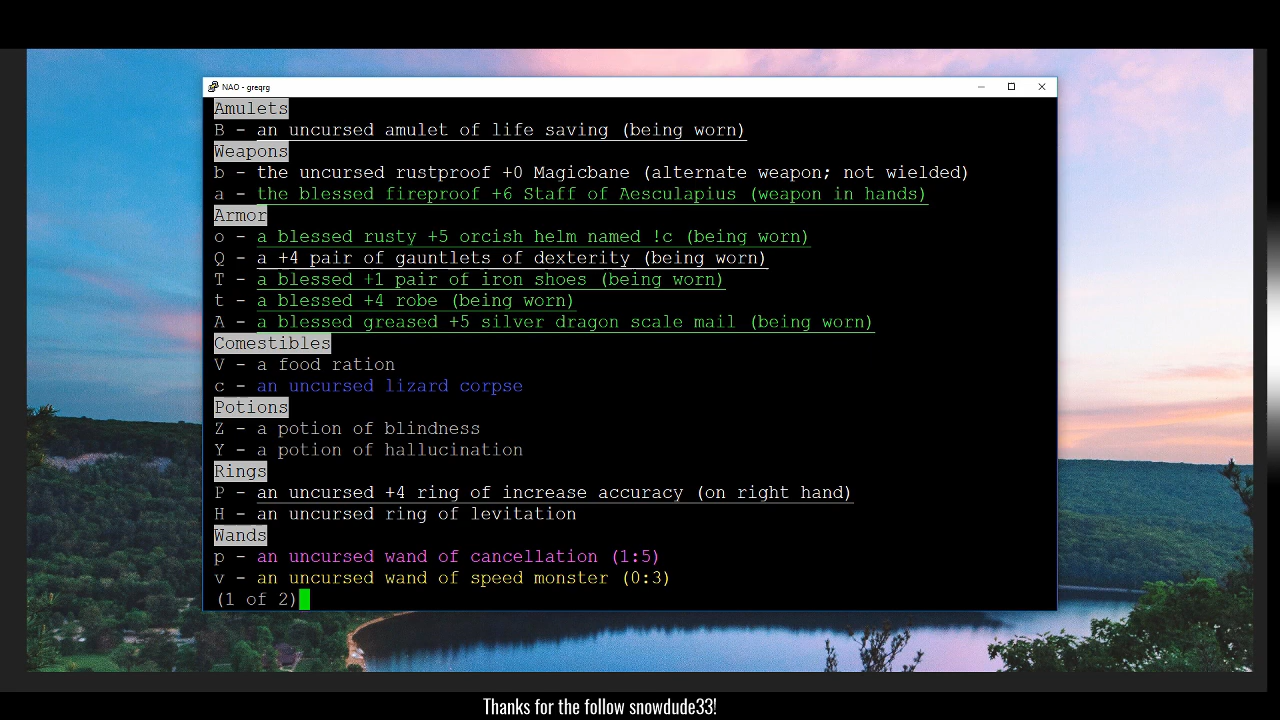 NAO - greqrg
Amulets
B - an uncursed amulet of life saving (being worn)
Weapons
b - the uncursed rustproof +0 Magicbane (alternate weapon; not wielded)
a - the blessed fireproof +6 Staff of Aesculapius (weapon in hands)
Armor
o - a blessed rusty +5 orcish helm named !c (being worn)
Q - a +4 pair of gauntlets of dexterity (being worn)
T - a blessed +1 pair of iron shoes (being worn)
t - a blessed +4 robe (being worn)
A - a blessed greased +5 silver dragon scale mail (being worn)
Comestibles
V - a food ration
c - an uncursed lizard corpse
Potions
Z - a potion of blindness
Y - a potion of hallucination
Rings
P - an uncursed +4 ring of increase accuracy (on right hand)
H - an uncursed ring of levitation
Wands
p - an uncursed wand of cancellation (1:5)
v - an uncursed wand of speed monster (0:3)
(1 of 2)
Thanks for the follow snowdude33!